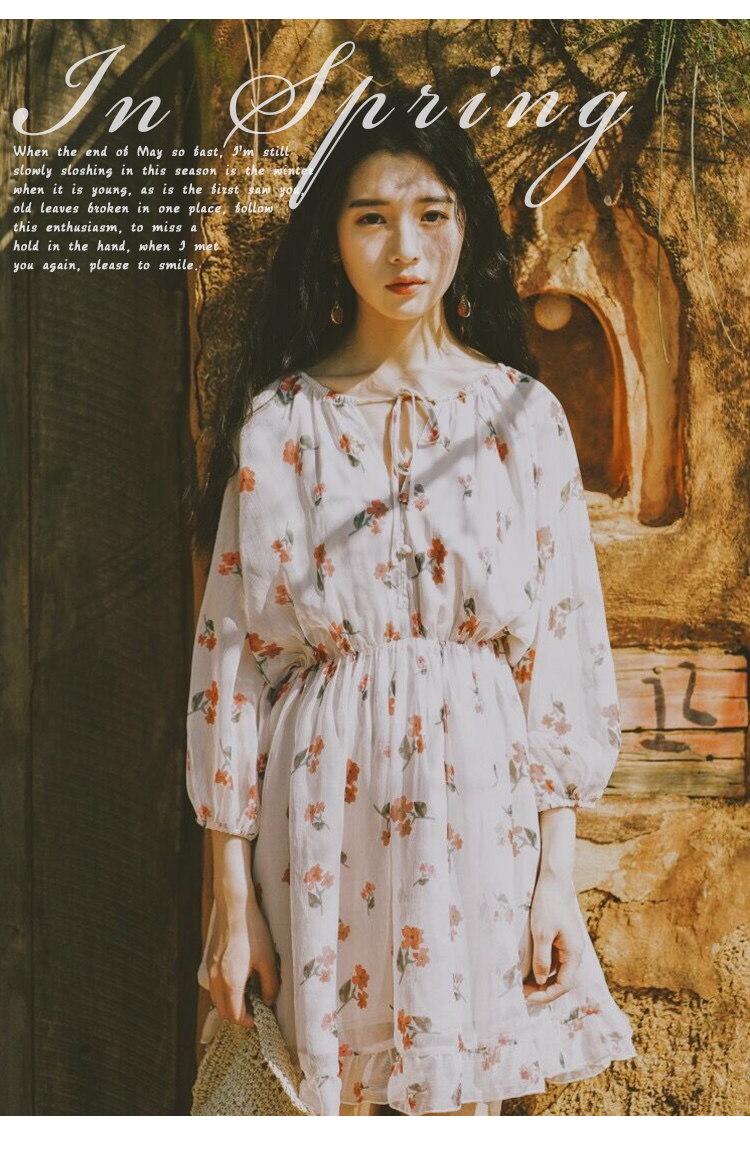 In Spring
When the end of May so fast, I'm still
slowly sloshing in this season is the winter
when it is young, as is the first saw you,
old leaves broken in one place, follow
this enthusiasm, to miss a
hold in the hand, when I met
you again, please to smile.